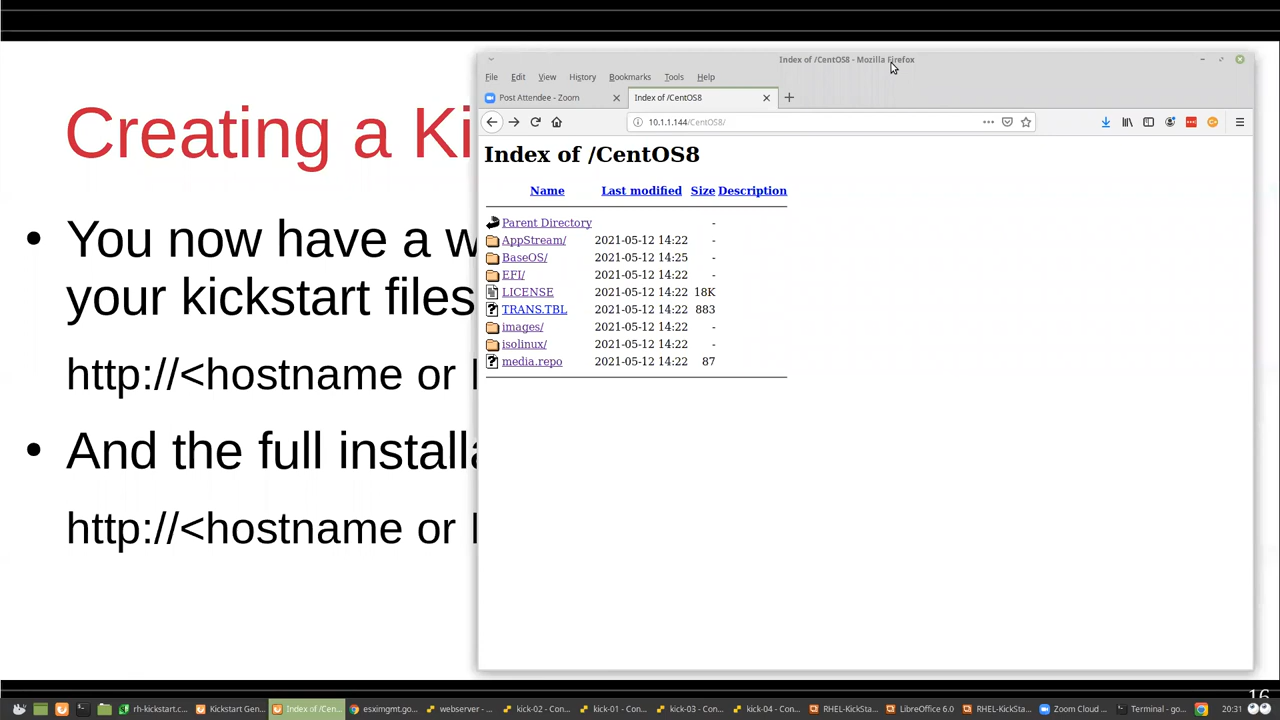 Index of /CentOS8 - Mozilla Firefox
File Edit View History Bookmarks Tools Help
Post Attendee - Zoom
Index of /CentOS8
10.1.1.144/CentOS8/
Index of /CentOS8
Name Last modified Size Description
Parent Directory -
AppStream/ 2021-05-12 14:22 -
BaseOS/ 2021-05-12 14:25 -
EFI/ 2021-05-12 14:22 -
LICENSE 2021-05-12 14:22 18K
TRANS.TBL 2021-05-12 14:22 883
images/ 2021-05-12 14:22 -
isolinux/ 2021-05-12 14:22 -
media.repo 2021-05-12 14:22 87
Creating a Ki
• You now have a w
your kickstart files
http://<hostname or
• And the full installa
http://<hostname or
16
rh-kickstart.c... Kickstart Gen... Index of /Cen... esximgmt.go... webserver - ... kick-02 - Con... kick-01 - Con... kick-03 - Con... kick-04 - Con... RHEL-KickSta... LibreOffice 6.0 RHEL-KickSta... Zoom Cloud ... Terminal - go... 20:31